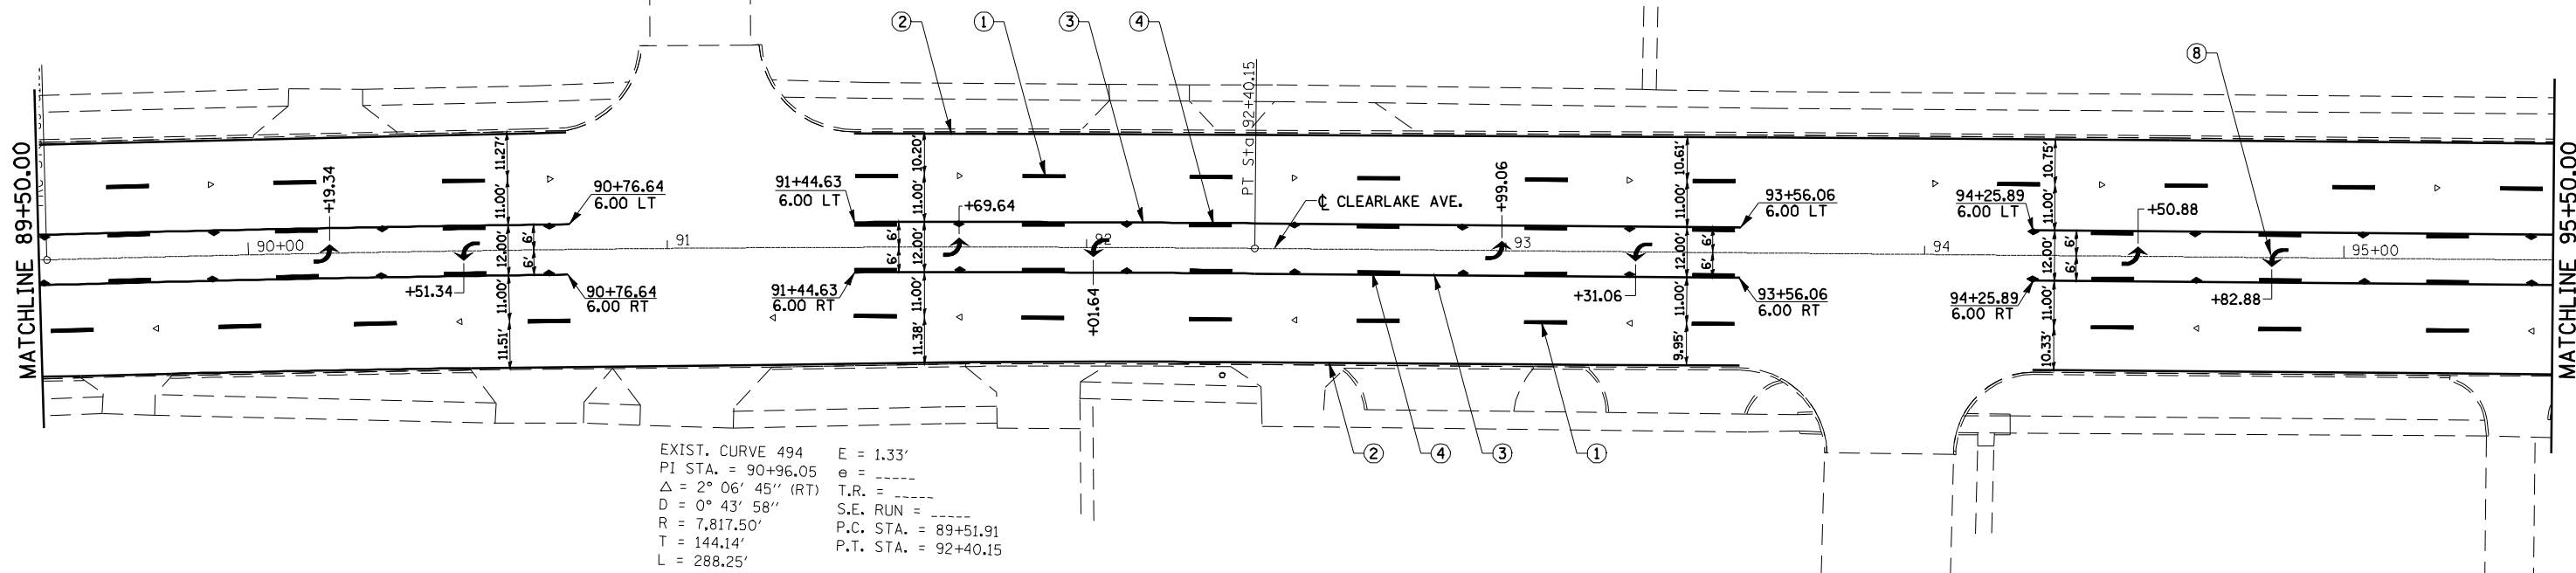 ② ① ③ ④ ⑧
MATCHLINE 89+50.00
MATCHLINE 95+50.00
PT Sta 92+40.15
℄ CLEARLAKE AVE.
90+00
91
92
93
94
95+00
+19.34
+51.34
+69.64
+01.64
+99.06
+31.06
+50.88
+82.88
90+76.64
6.00 LT
90+76.64
6.00 RT
91+44.63
6.00 LT
91+44.63
6.00 RT
93+56.06
6.00 LT
93+56.06
6.00 RT
94+25.89
6.00 LT
94+25.89
6.00 RT
11.27'
11.00'
12.00'
6'
6'
11.00'
11.51'
10.20'
11.00'
6'
6'
12.00'
11.00'
11.38'
10.61'
11.00'
12.00'
6'
6'
11.00'
9.95'
10.75'
11.00'
12.00'
6'
6'
11.00'
10.33'
② ④ ③ ①
EXIST. CURVE 494
PI STA. = 90+96.05
△ = 2° 06' 45'' (RT)
D = 0° 43' 58''
R = 7,817.50'
T = 144.14'
L = 288.25'
E = 1.33'
e = _____
T.R. = _____
S.E. RUN = _____
P.C. STA. = 89+51.91
P.T. STA. = 92+40.15